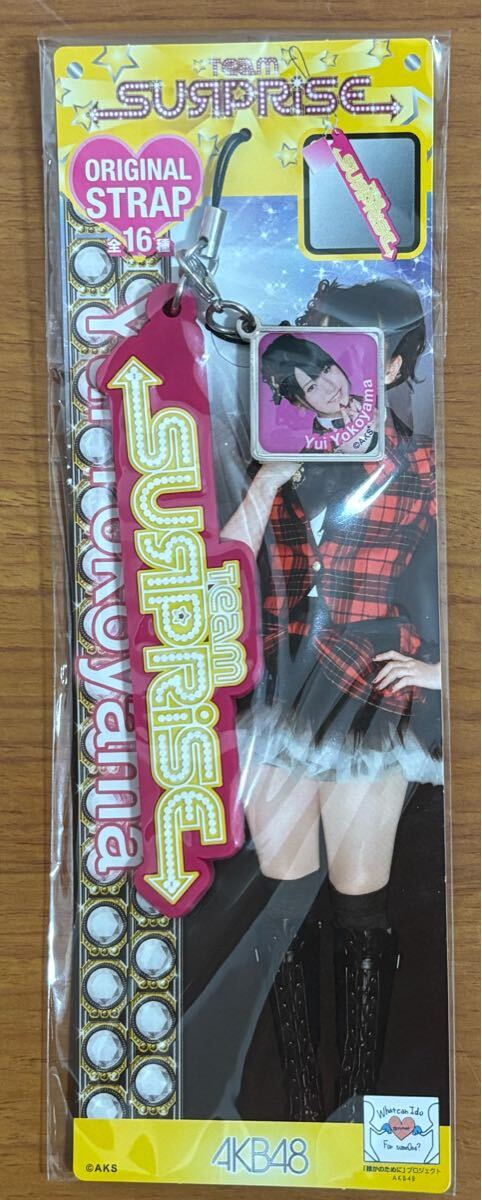 Team
SURPRISE
ORIGINAL
STRAP
全16種
Yui Yokoyama
©AKS
Team
SURPRISE
Yui Yokoyama
What can I do
For someone?
「誰かのために」プロジェクト
AKB48
©AKS
AKB48